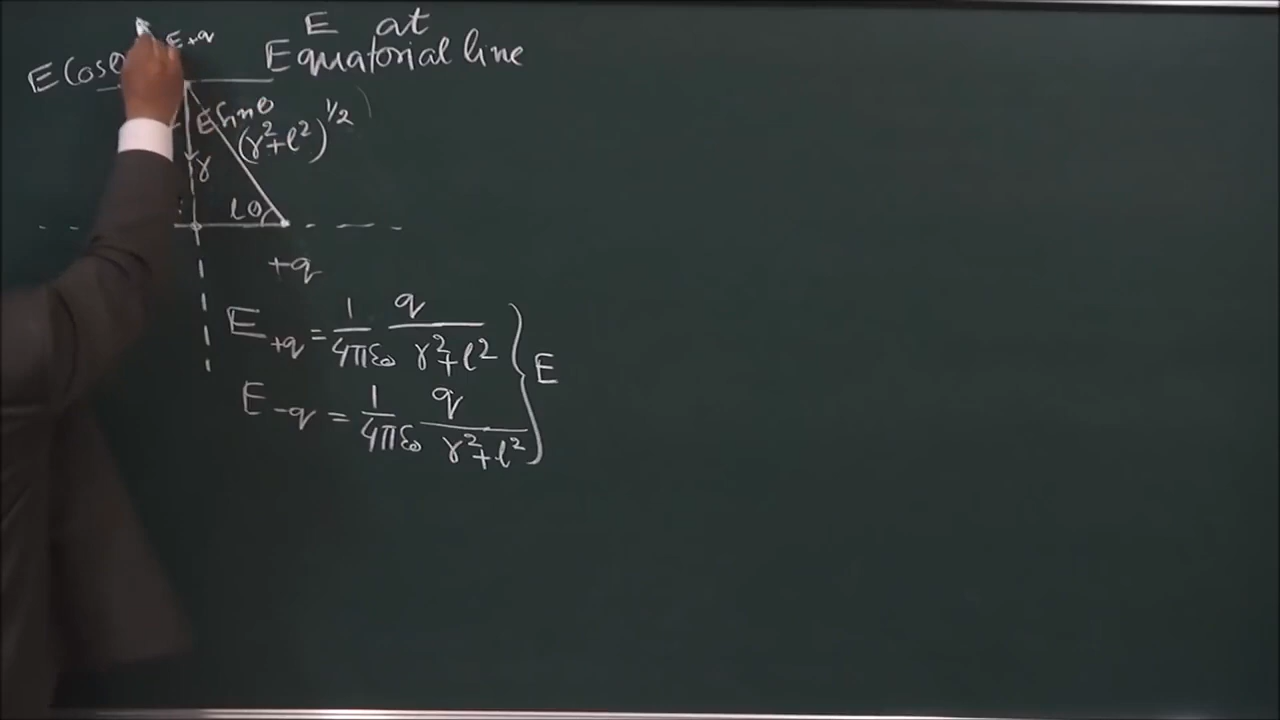 E at
Equatorial line
E+q
E Cosθ
E Sinθ
(r²+l²)^1/2
r
l θ
+q
E+q = 1/4πε₀ q/r²+l²
E-q = 1/4πε₀ q/r²+l²
} E